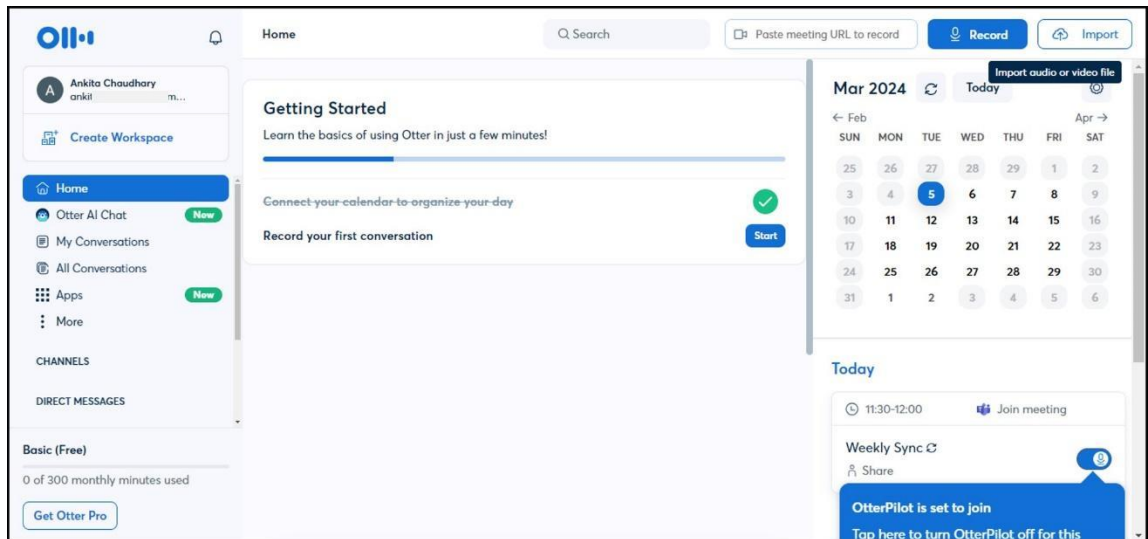 Otter
Home
Search
Paste meeting URL to record
Record
Import
Import audio or video file
A
Ankita Chaudhary
ankit m...
Create Workspace
Home
Otter AI Chat New
My Conversations
All Conversations
Apps New
More
CHANNELS
DIRECT MESSAGES
Basic (Free)
0 of 300 monthly minutes used
Get Otter Pro
Getting Started
Learn the basics of using Otter in just a few minutes!
Connect your calendar to organize your day
Record your first conversation Start
Mar 2024 Today
← Feb Apr →
SUN MON TUE WED THU FRI SAT
25 26 27 28 29 1 2
3 4 5 6 7 8 9
10 11 12 13 14 15 16
17 18 19 20 21 22 23
24 25 26 27 28 29 30
31 1 2 3 4 5 6
Today
11:30-12:00 Join meeting
Weekly Sync
Share
OtterPilot is set to join
Tap here to turn OtterPilot off for this